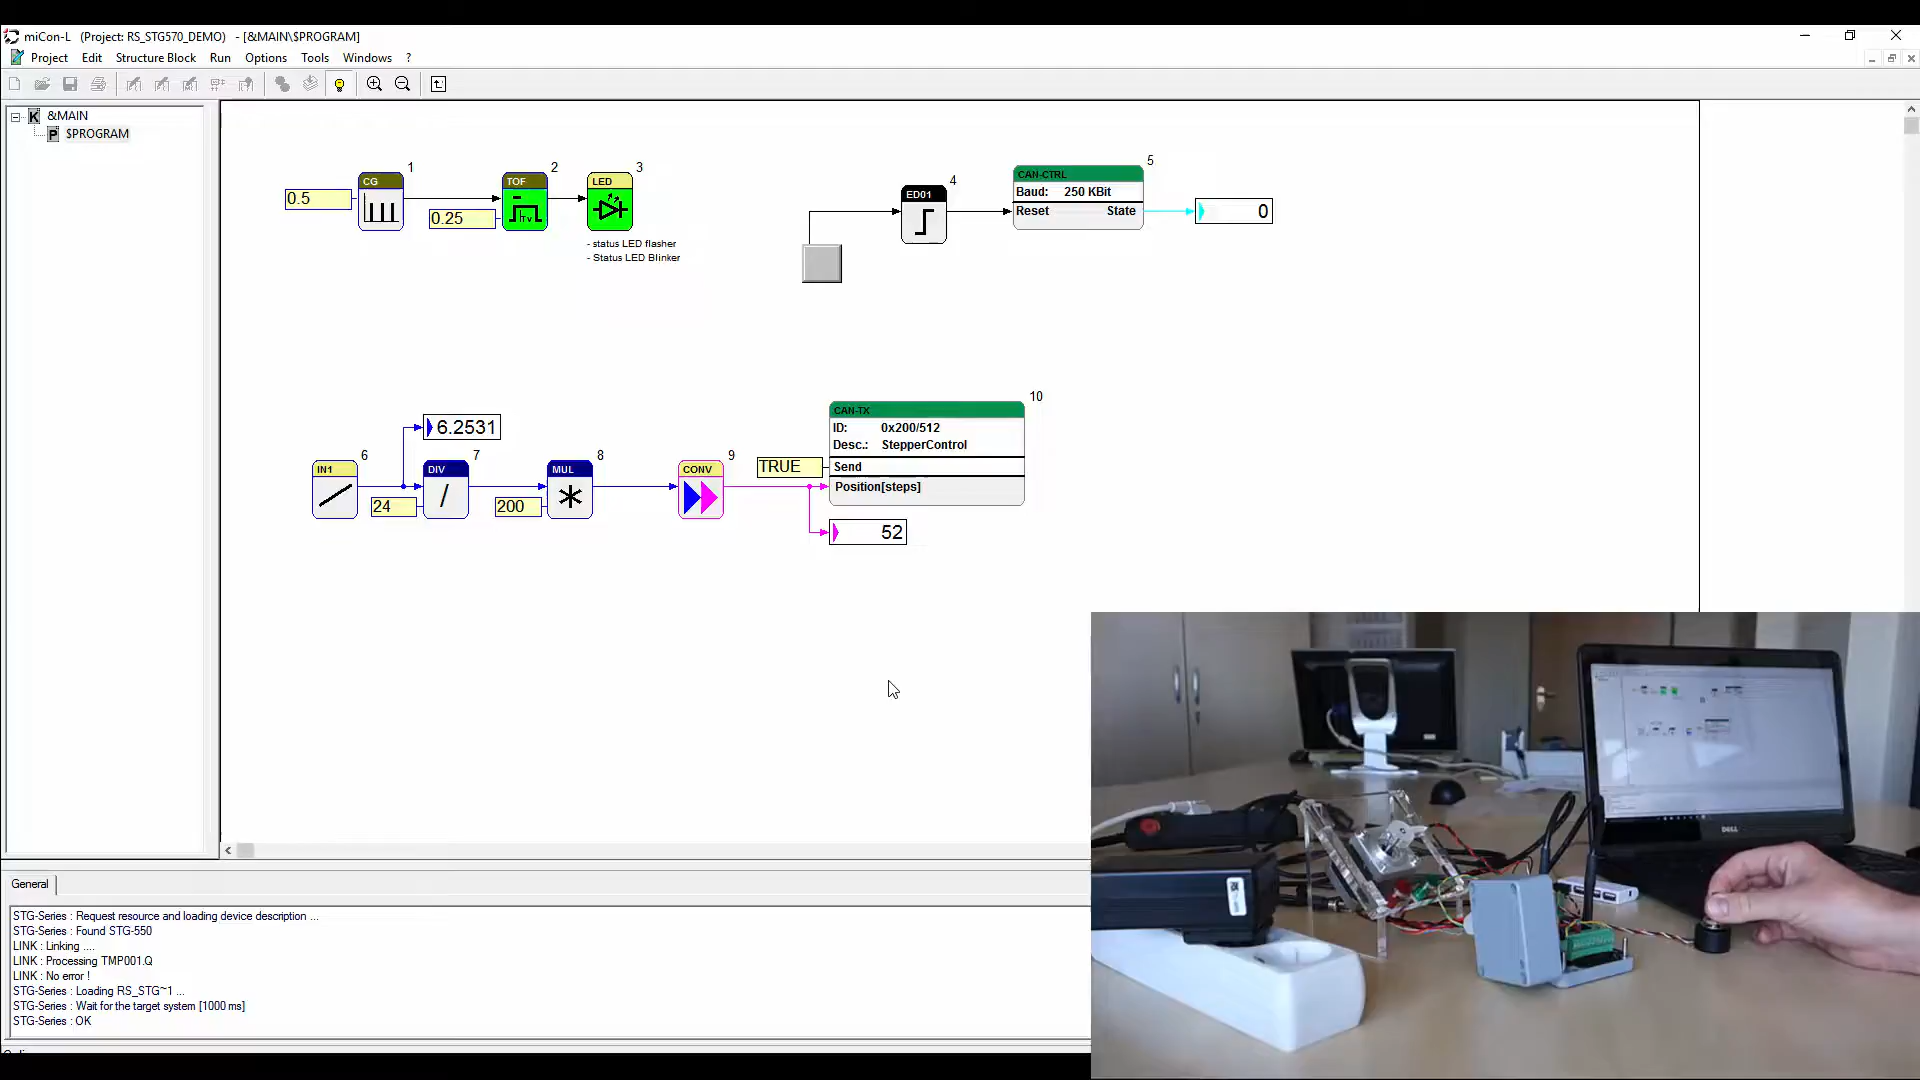 miCon-L (Project: RS_STG570_DEMO) - [&MAIN\$PROGRAM]
Project Edit Structure Block Run Options Tools Windows ?
&MAIN
$PROGRAM
1 2 3
CG TOF LED
0.5
0.25
- status LED flasher
- Status LED Blinker
4
ED01
5
CAN-CTRL
Baud: 250 KBit
Reset State
0
10
CAN-TX
ID: 0x200/512
Desc.: StepperControl
TRUE Send
Position[steps]
52
6.2531
6 7 8 9
IN1 DIV MUL CONV
/ *
24 200
General
STG-Series : Request resource and loading device description ...
STG-Series : Found STG-550
LINK : Linking ....
LINK : Processing TMP001.Q
LINK : No error !
STG-Series : Loading RS_STG~1 ...
STG-Series : Wait for the target system [1000 ms]
STG-Series : OK
DELL